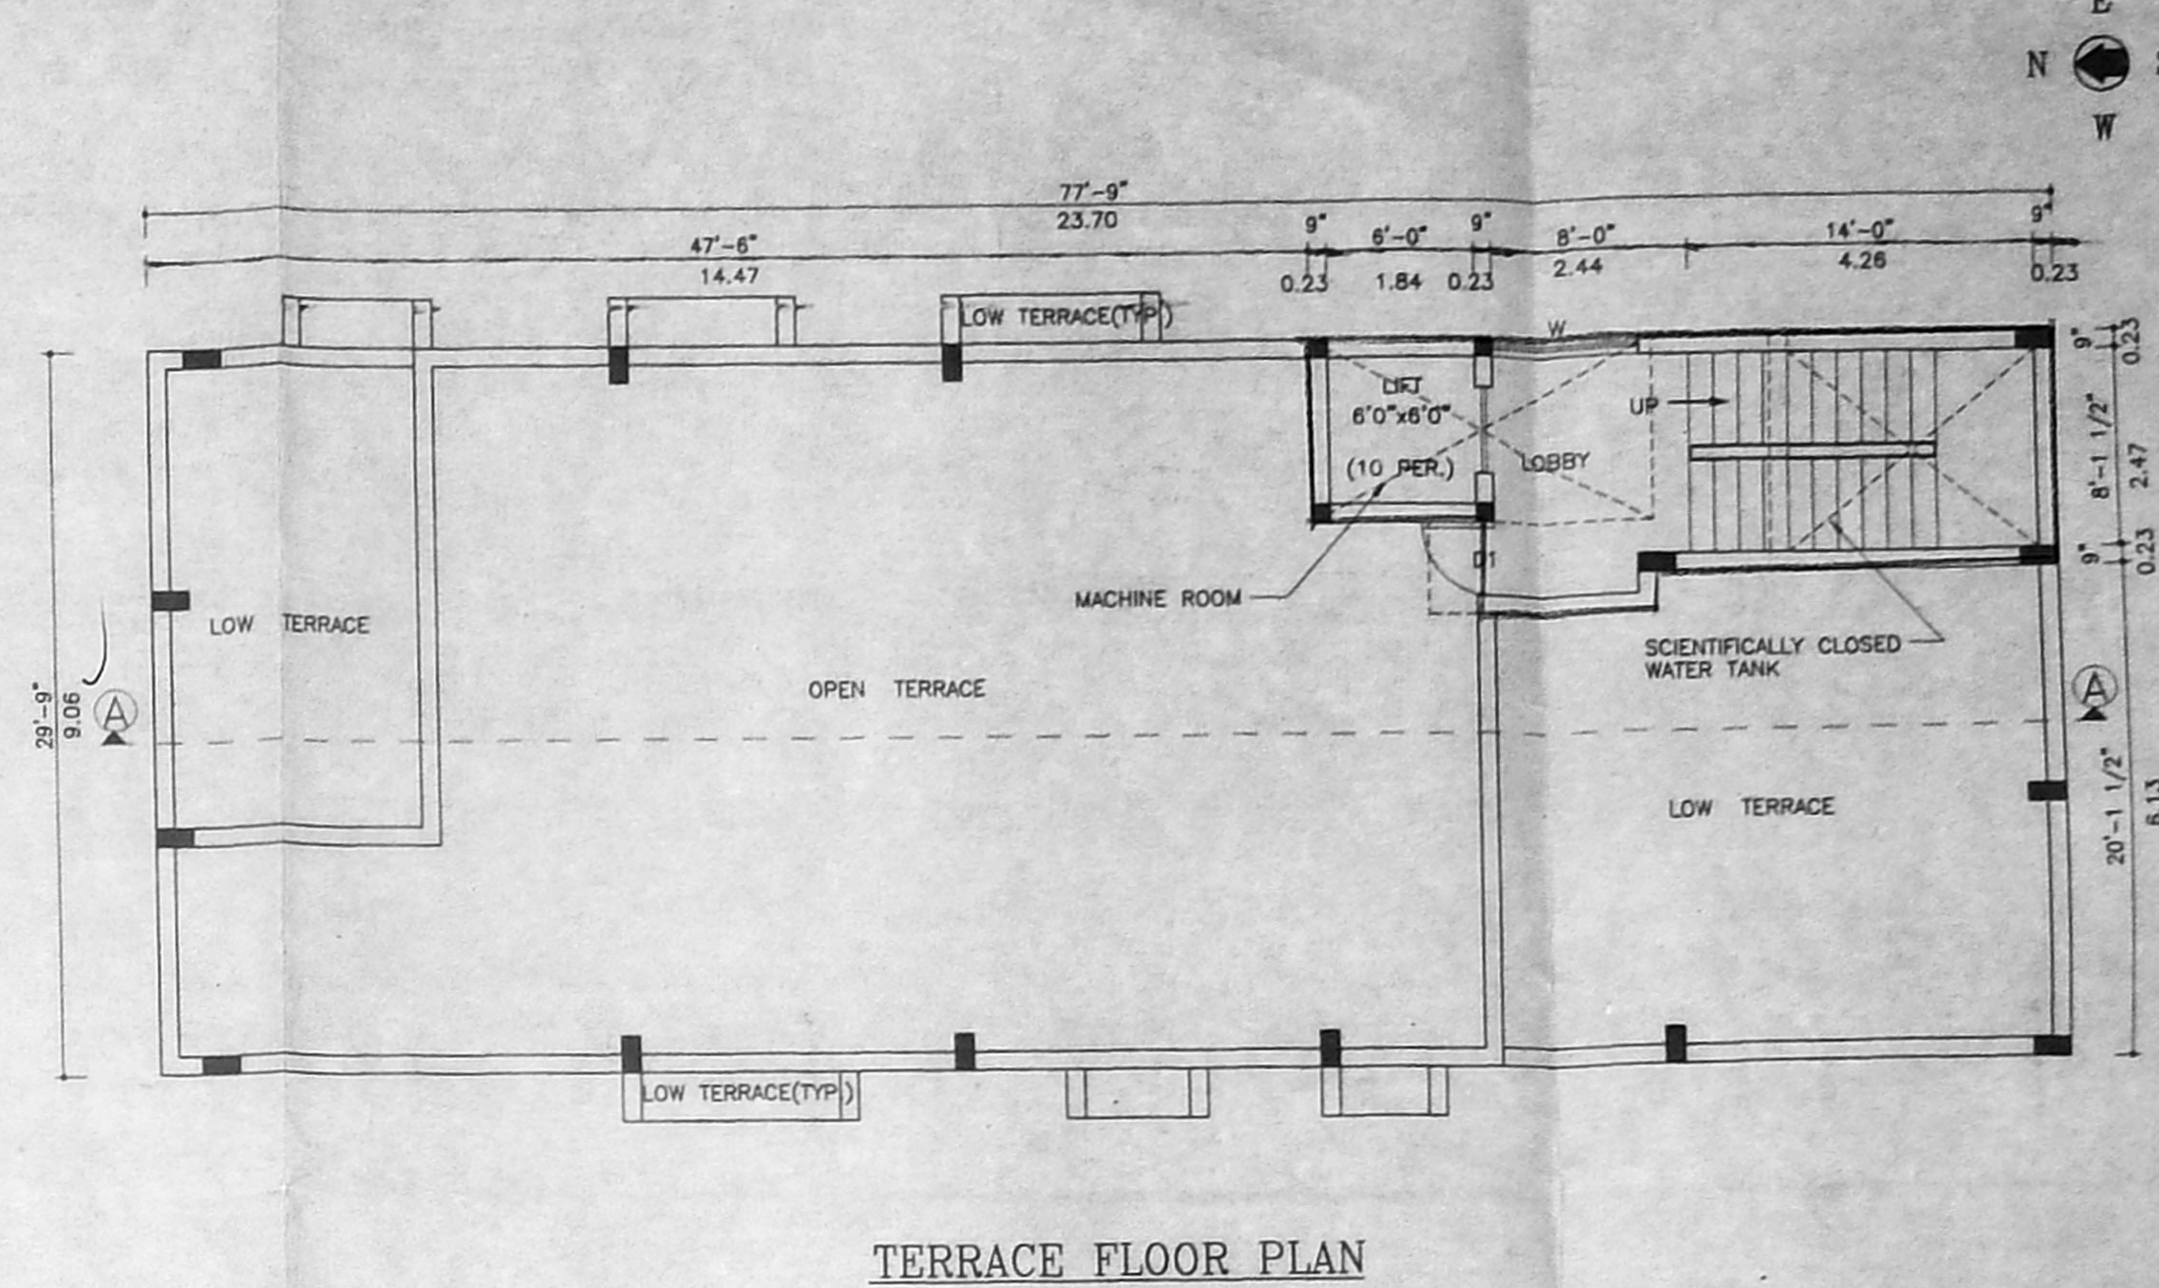 E
N
W
77'-9"
23.70
47'-6"
14.47
9"
0.23
6'-0"
1.84
9"
0.23
8'-0"
2.44
14'-0"
4.26
9"
0.23
LOW TERRACE(TYP.)
W
9"
0.23
LIFT
6'0"x6'0"
(10 PER.)
LOBBY
UP
8'-1 1/2"
2.47
D1
9"
0.23
MACHINE ROOM
LOW TERRACE
SCIENTIFICALLY CLOSED
WATER TANK
OPEN TERRACE
29'-9"
9.06
A
A
LOW TERRACE
20'-1 1/2"
6.13
LOW TERRACE(TYP.)
TERRACE FLOOR PLAN